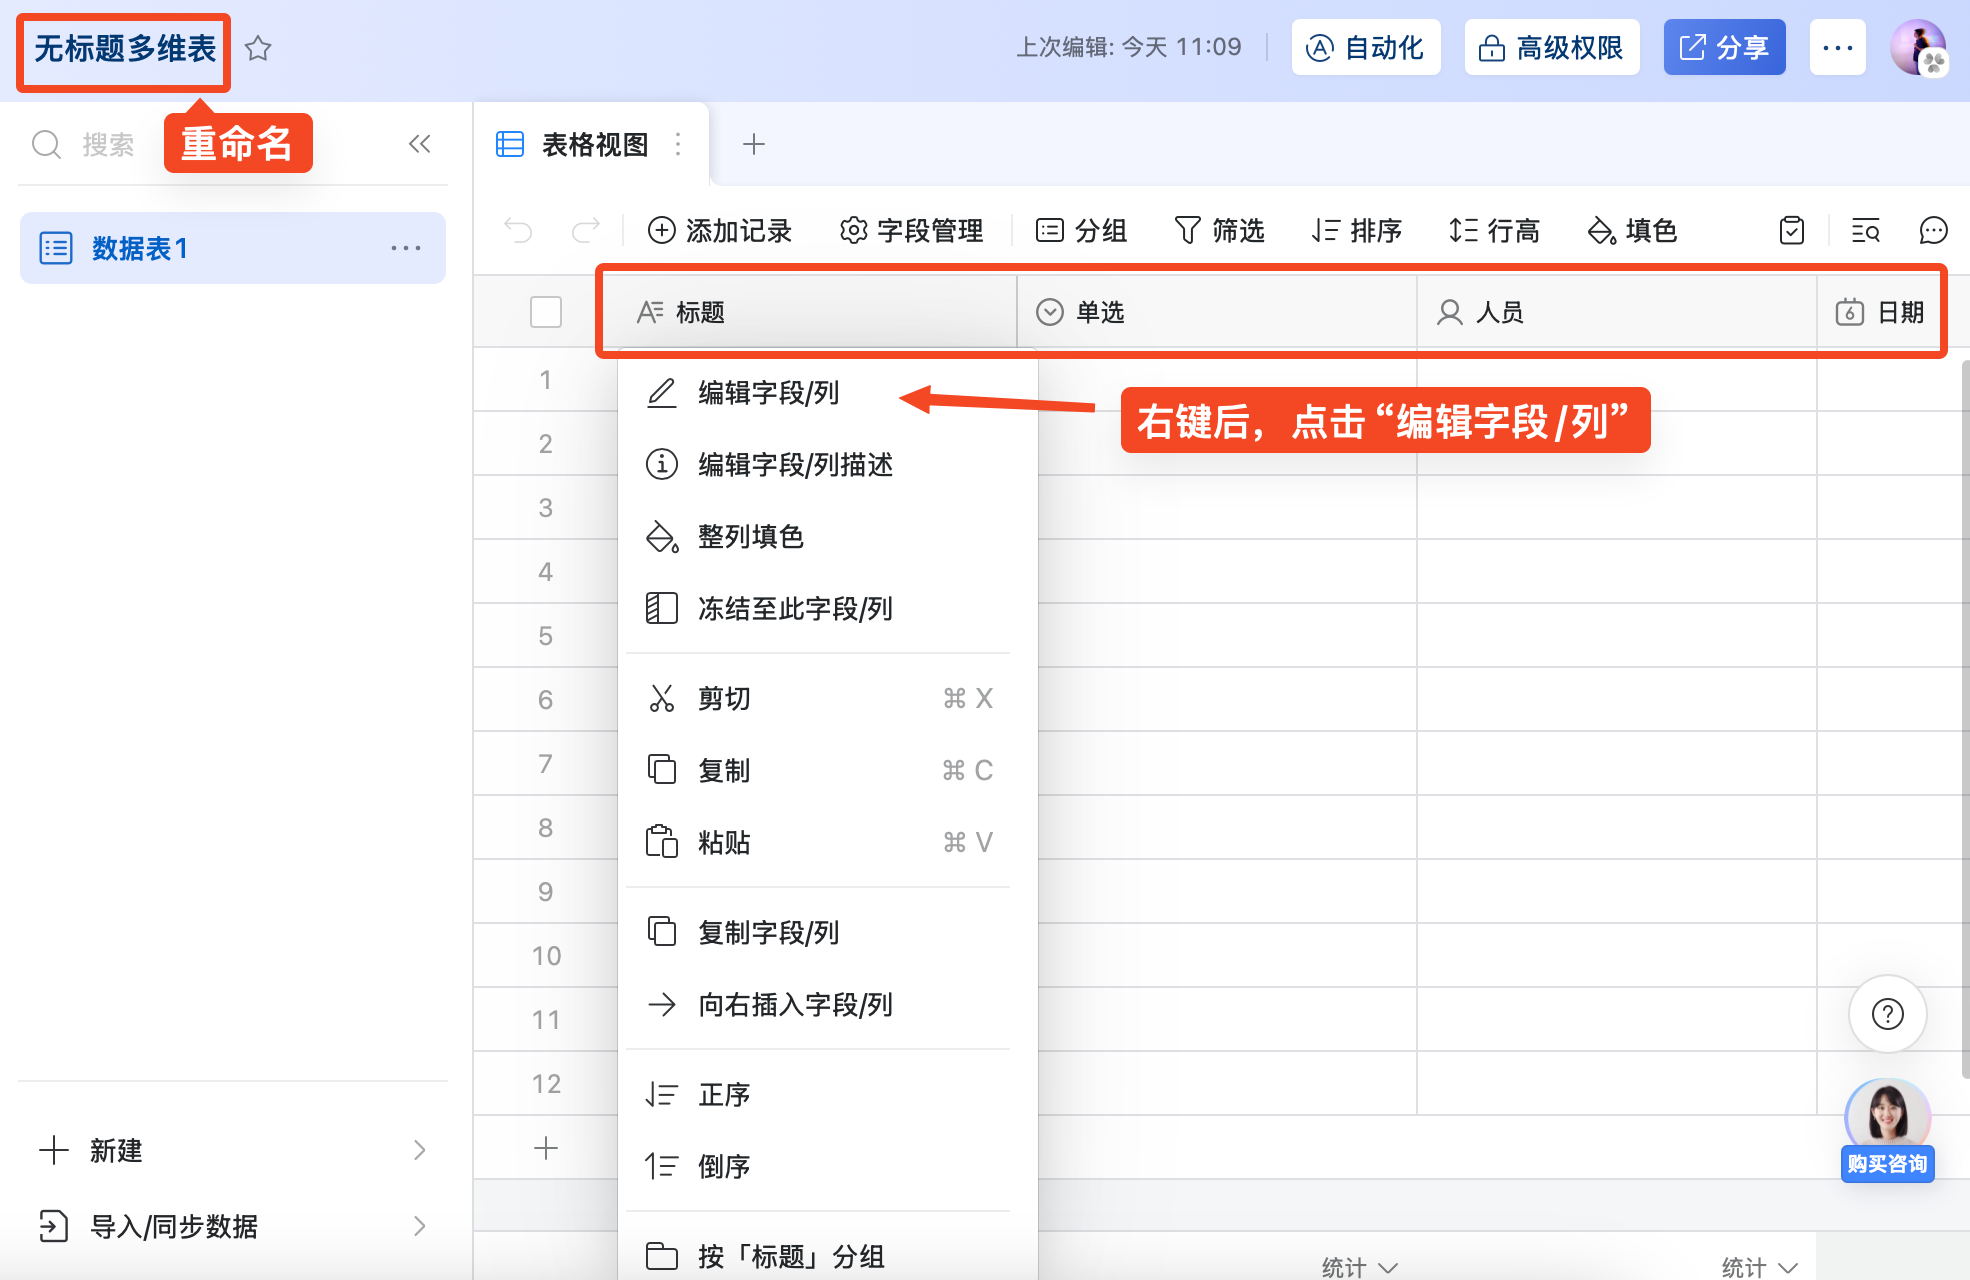 无标题多维表
上次编辑: 今天 11:09
自动化
高级权限
分享
重命名
搜索
表格视图
数据表1
添加记录
字段管理
分组
筛选
排序
行高
填色
标题
单选
人员
6
日期
1
2
3
4
5
6
7
8
9
10
11
12
编辑字段/列
右键后，点击“编辑字段/列”
编辑字段/列描述
整列填色
冻结至此字段/列
剪切 ⌘ X
复制 ⌘ C
粘贴 ⌘ V
复制字段/列
向右插入字段/列
正序
倒序
按「标题」分组
新建
导入/同步数据
购买咨询
统计
统计